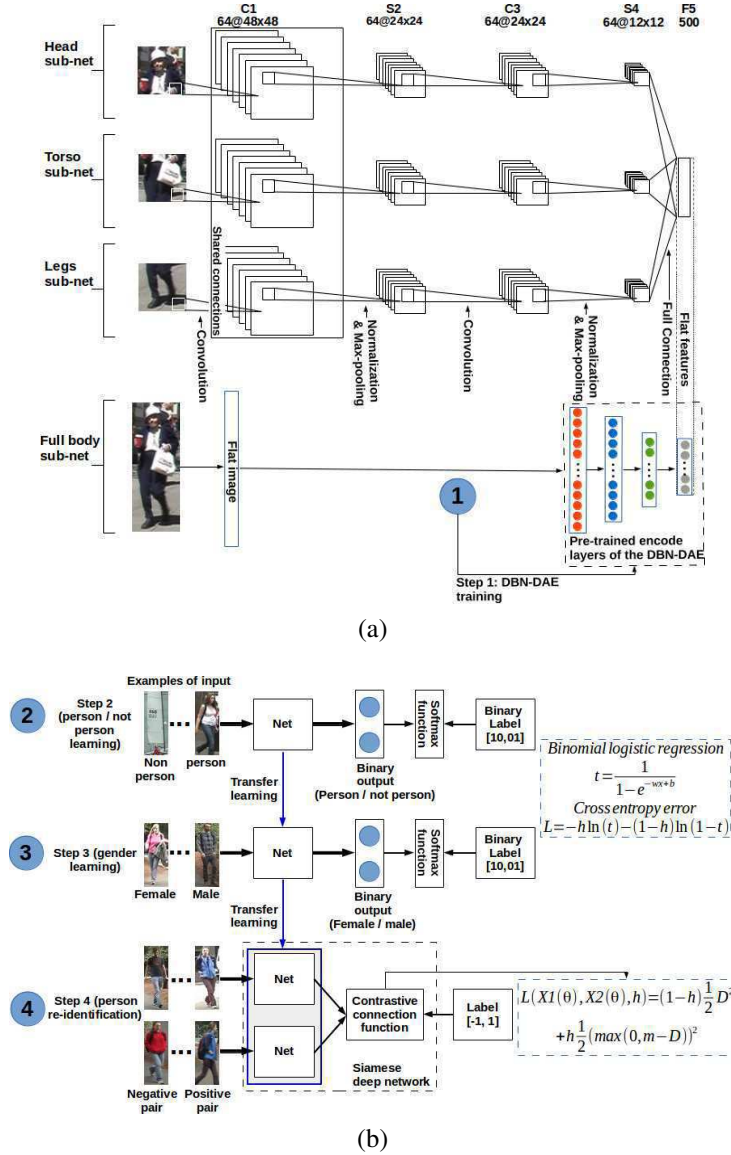 C1
64@48x48
S2
64@24x24
C3
64@24x24
S4
64@12x12
F5
500
Head
sub-net
Torso
sub-net
Legs
sub-net
Full body
sub-net
Shared connections
Convolution
Normalization
& Max-pooling
Convolution
Normalization
& Max-pooling
Full Connection
Flat features
Flat image
1
Pre-trained encode
layers of the DBN-DAE
Step 1: DBN-DAE
training
(a)
Examples of input
2
Step 2
(person / not
person
learning)
Non
person
person
Net
Binary output
(Person / not person)
Softmax
function
Binary
Label
[10,01]
Transfer
learning
Binomial logistic regression
t=1/(1−e^(−wx+b))
Cross entropy error
L=−h ln(t)−(1−h)ln(1−t)
3
Step 3 (gender
learning)
Female
Male
Net
Binary
output
(Female / male)
Softmax
function
Binary
Label
[10,01]
Transfer
learning
4
Step 4 (person
re-identification)
Negative
pair
Positive
pair
Net
Net
Contrastive
connection
function
Siamese
deep network
Label
[-1, 1]
L(X1(θ),X2(θ),h)=(1−h)½D²
+h½(max(0,m−D))²
(b)